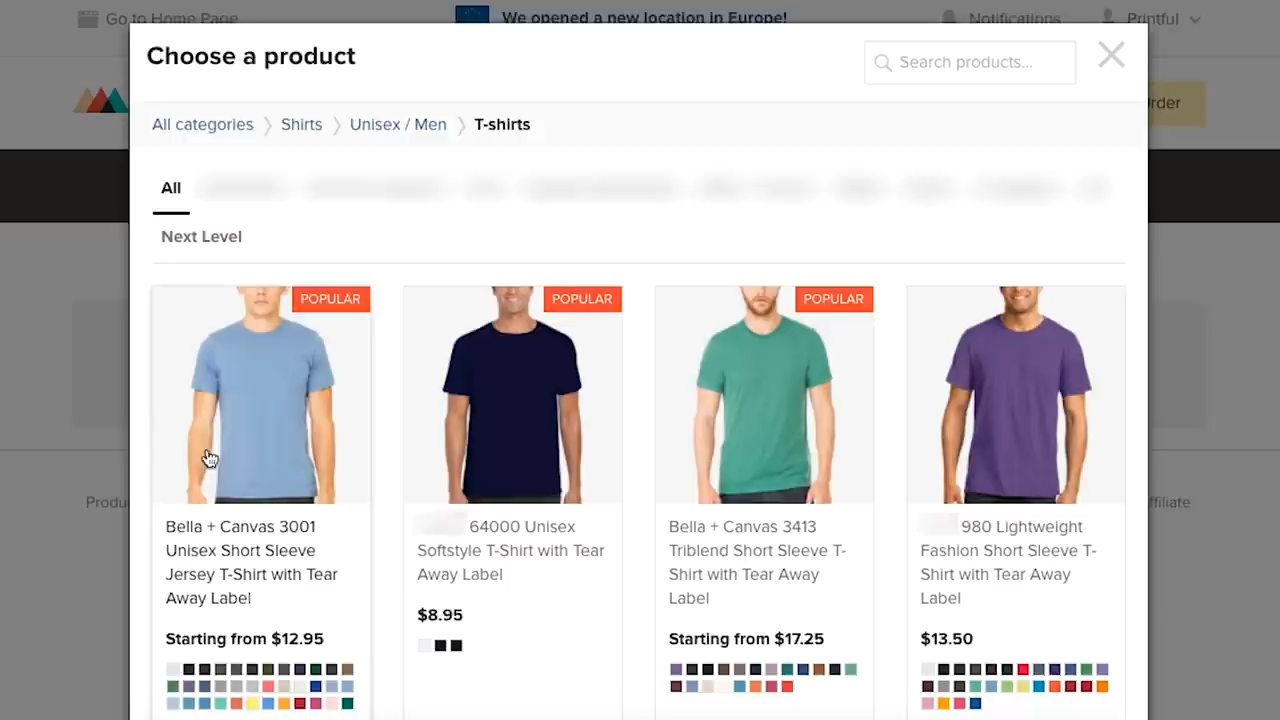 Go to Home Page
We opened a new location in Europe!
Notifications
Printful
Choose a product
Search products...
All categories
Shirts
Unisex / Men
T-shirts
All
Next Level
POPULAR
POPULAR
POPULAR
Bella + Canvas 3001
Unisex Short Sleeve
Jersey T-Shirt with Tear
Away Label
Starting from $12.95
64000 Unisex
Softstyle T-Shirt with Tear
Away Label
$8.95
Bella + Canvas 3413
Triblend Short Sleeve T-
Shirt with Tear Away
Label
Starting from $17.25
980 Lightweight
Fashion Short Sleeve T-
Shirt with Tear Away
Label
$13.50